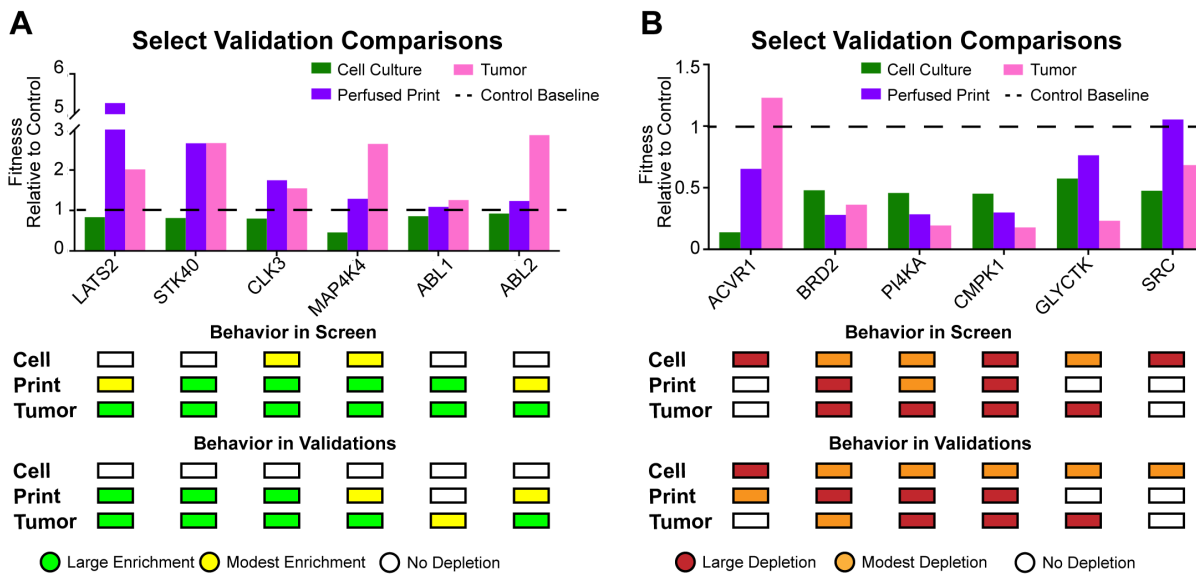 A
Select Validation Comparisons
Cell Culture
Tumor
Perfused Print
Control Baseline
Fitnesss
Relative to Control
6
5
3
2
1
0
LATS2
STK40
CLK3
MAP4K4
ABL1
ABL2
Behavior in Screen
Cell
Print
Tumor
Behavior in Validations
Cell
Print
Tumor
Large Enrichment
Modest Enrichment
No Depletion
B
Select Validation Comparisons
Cell Culture
Tumor
Perfused Print
Control Baseline
Fitness
Relative to Control
1.5
1
0.5
0
ACVR1
BRD2
PI4KA
CMPK1
GLYCTK
SRC
Behavior in Screen
Cell
Print
Tumor
Behavior in Validations
Cell
Print
Tumor
Large Depletion
Modest Depletion
No Depletion